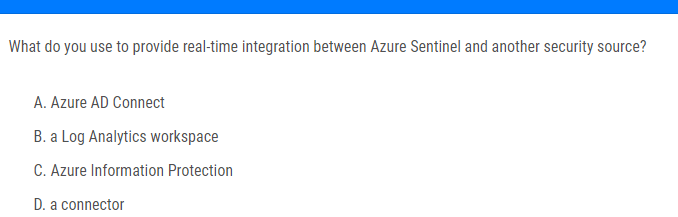 What do you use to provide real-time integration between Azure Sentinel and another security source?
A. Azure AD Connect
B. a Log Analytics workspace
C. Azure Information Protection
D. a connector